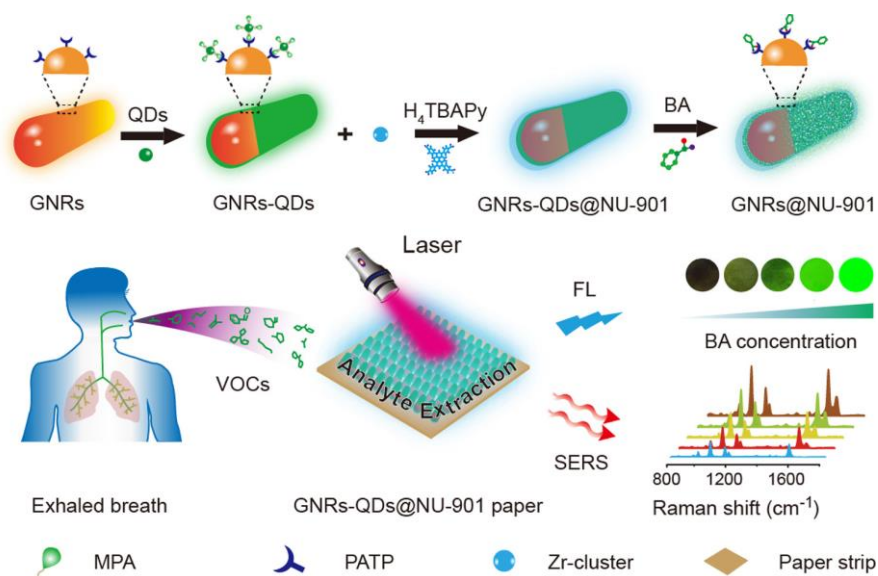 QDs
H₄TBAPy
BA
+
GNRs
GNRs-QDs
GNRs-QDs@NU-901
GNRs@NU-901
Laser
FL
VOCs
Analyte Extraction
BA concentration
SERS
800 1200 1600
Exhaled breath
GNRs-QDs@NU-901 paper
Raman shift (cm⁻¹)
MPA
PATP
Zr-cluster
Paper strip